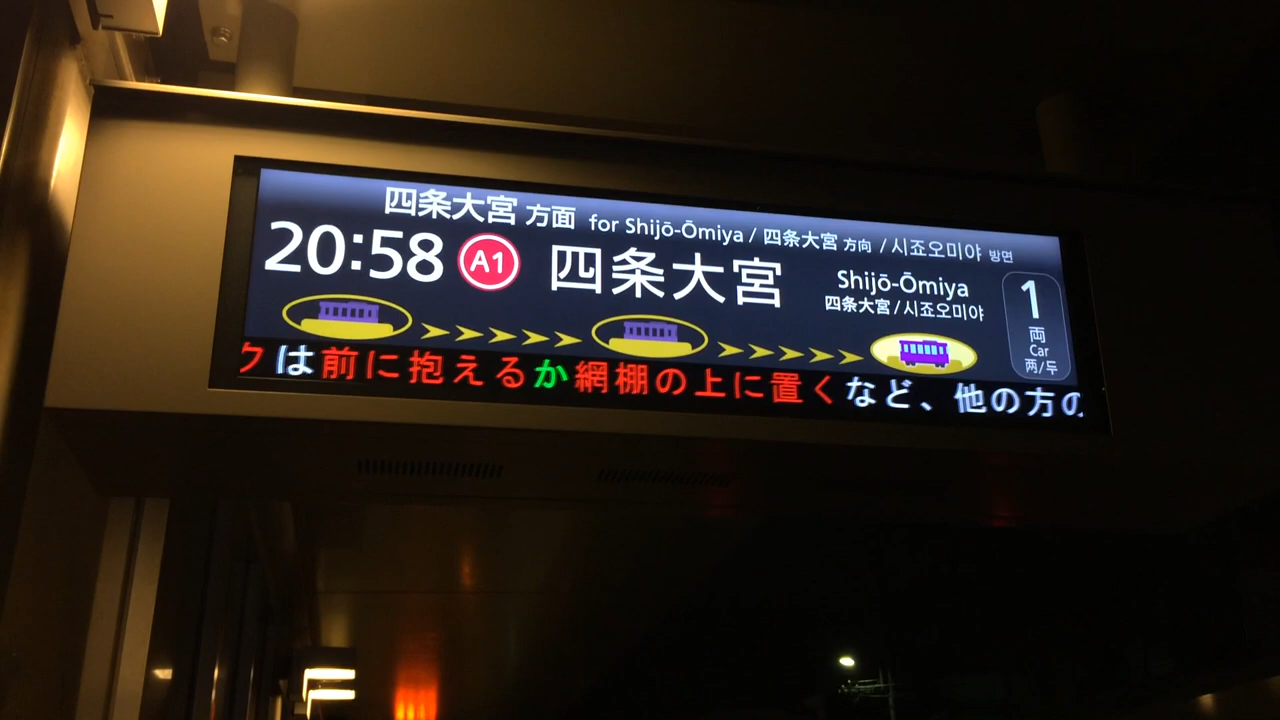 四条大宮 方面 for Shijō-Ōmiya / 四条大宮 方向 / 시죠오미야 방면
20:58 A1 四条大宮 Shijō-Ōmiya
四条大宮/시죠오미야
1
両
Car
两/두
クは前に抱えるか網棚の上に置くなど、他の方の